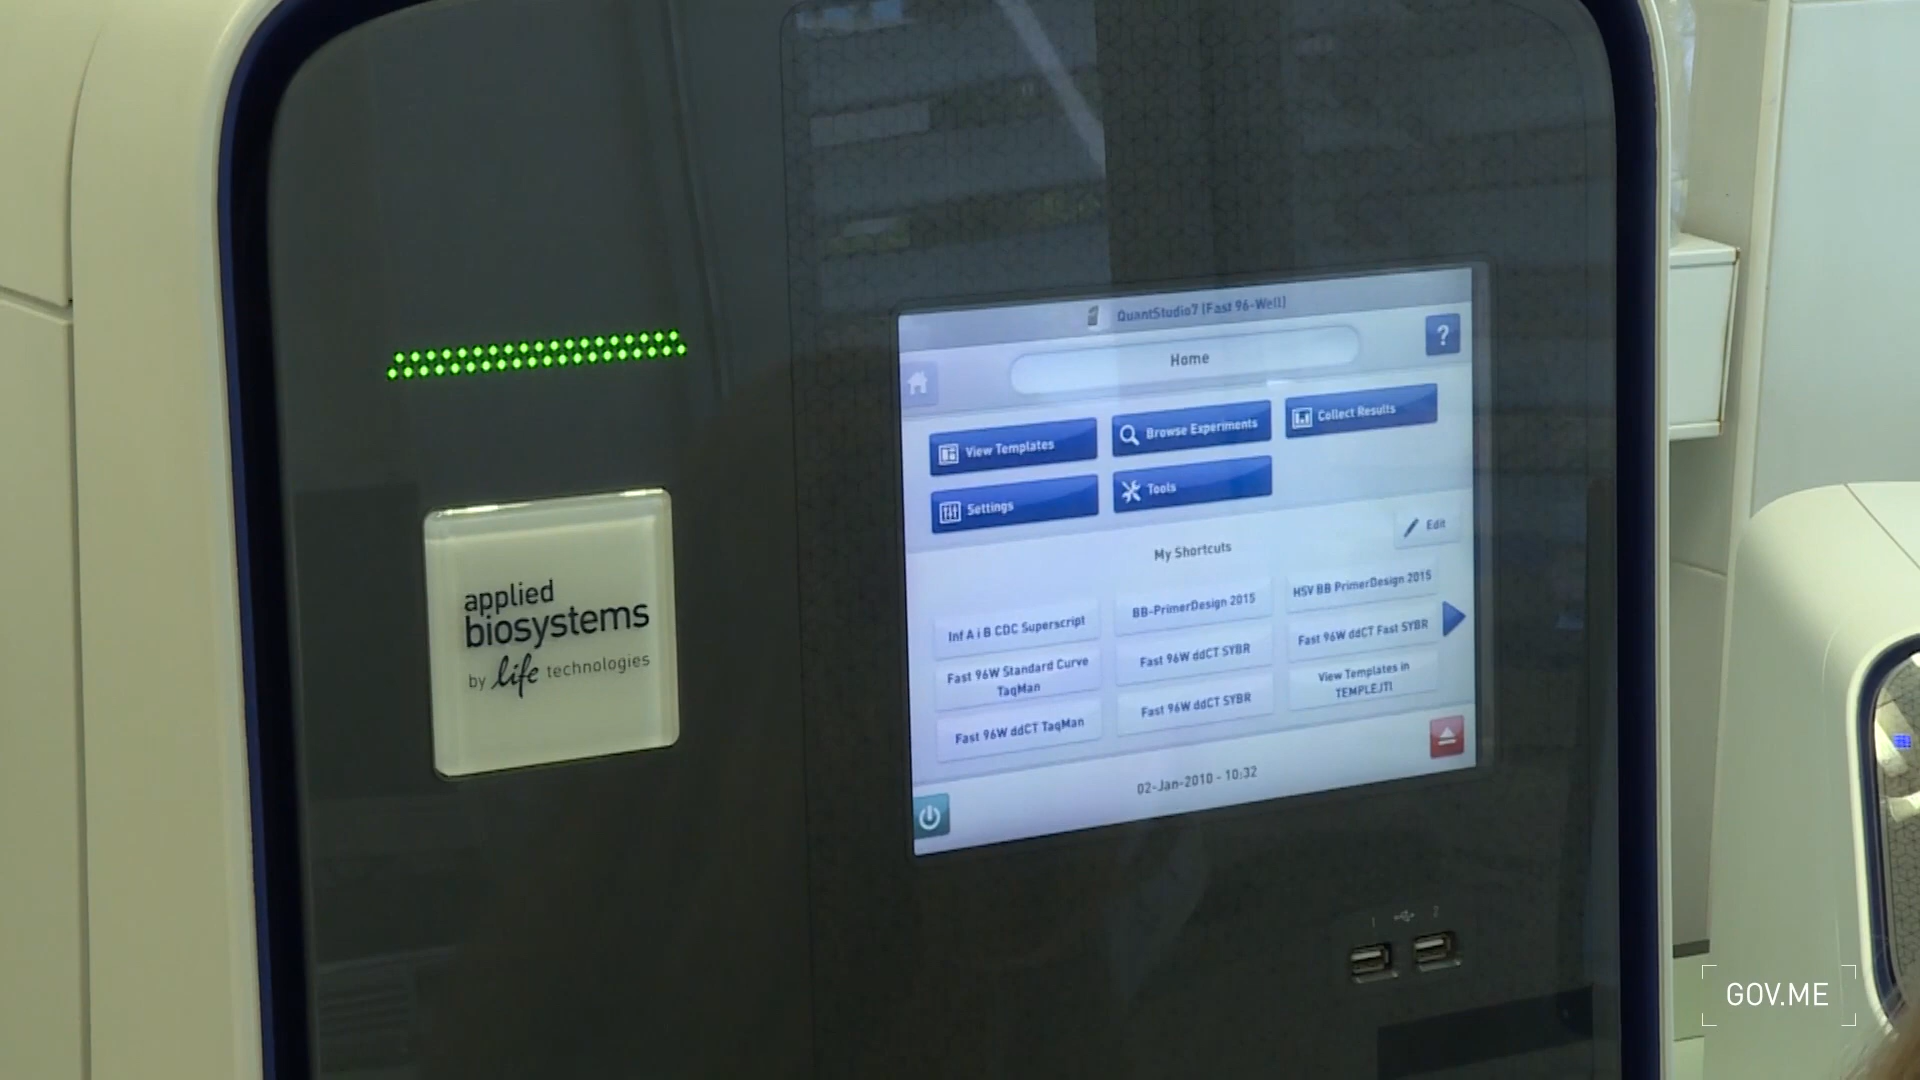 QuantStudio7 (Fast 96-Well)
Home
?
View Templates
Browse Experiments
Collect Results
Settings
Tools
Edit
My Shortcuts
Inf A i B CDC Superscript
BB-PrimerDesign 2015
HSV BB PrimerDesign 2015
Fast 96W Standard Curve
TaqMan
Fast 96W ddCT SYBR
Fast 96W ddCT Fast SYBR
Fast 96W ddCT TaqMan
Fast 96W ddCT SYBR
View Templates in
TEMPLEJTI
02-Jan-2010 - 10:32
applied
biosystems
by life technologies
1 2
GOV.ME